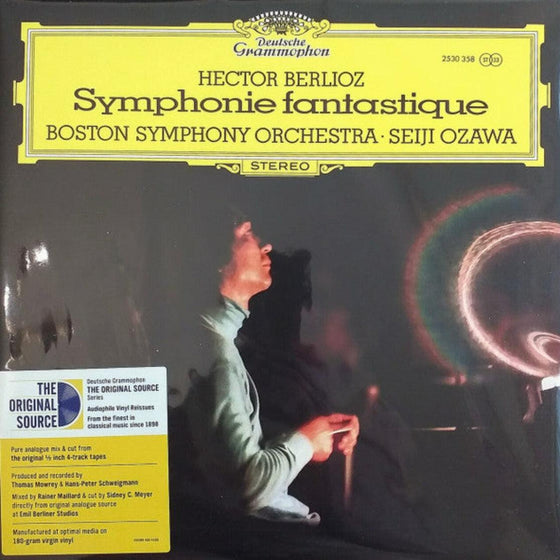 Deutsche
Grammophon
2530 358
HECTOR BERLIOZ
Symphonie fantastique
BOSTON SYMPHONY ORCHESTRA · SEIJI OZAWA
STEREO
THE
ORIGINAL
SOURCE
Deutsche Grammophon
THE ORIGINAL SOURCE
Series
Audiophile Vinyl Reissues
From the finest in
classical music since 1898
Pure analogue mix & cut from
the original ½ inch 4-track tapes
Produced and recorded by
Thomas Mowrey & Hans-Peter Schweigmann
Mixed by Rainer Maillard & cut by Sidney C. Meyer
directly from original analogue source
at Emil Berliner Studios
Manufactured at optimal media on
180-gram virgin vinyl